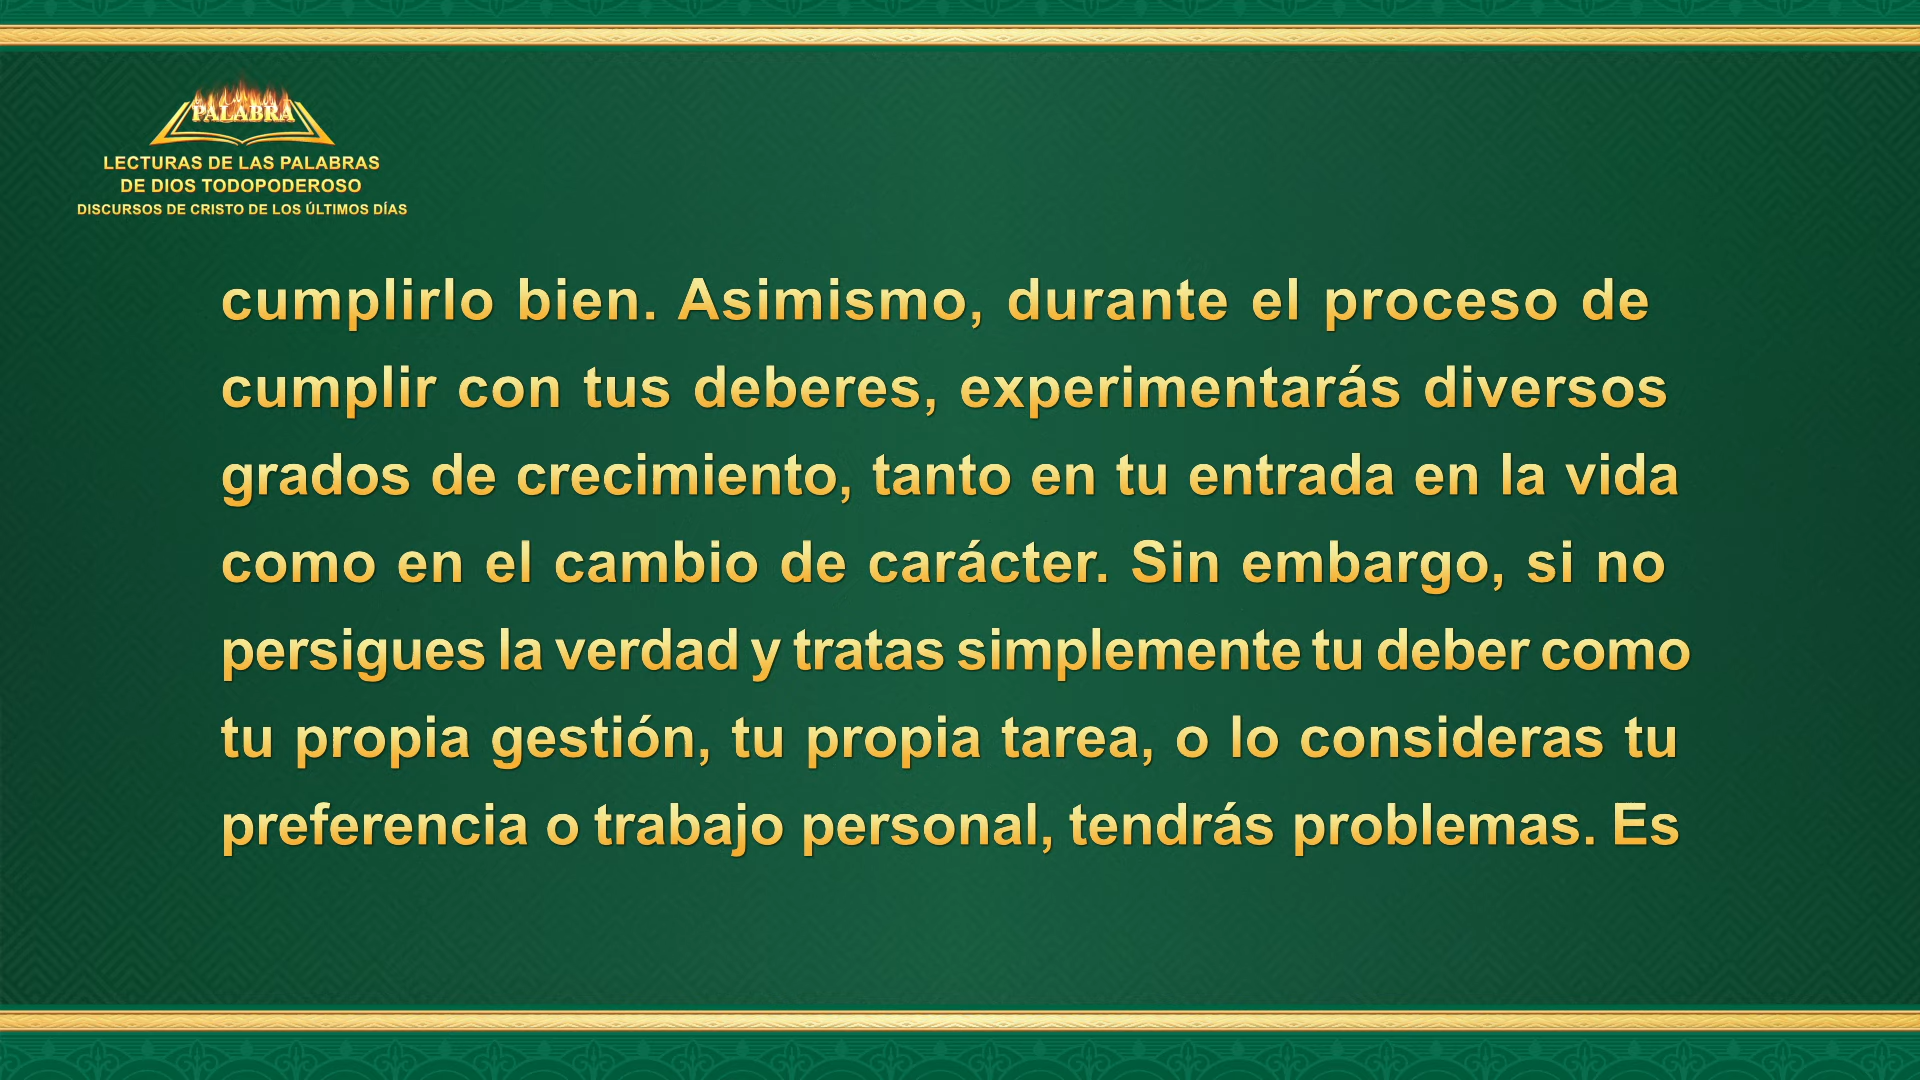 PALABRA
LECTURAS DE LAS PALABRAS
DE DIOS TODOPODEROSO
DISCURSOS DE CRISTO DE LOS ÚLTIMOS DÍAS
cumplirlo bien. Asimismo, durante el proceso de
cumplir con tus deberes, experimentarás diversos
grados de crecimiento, tanto en tu entrada en la vida
como en el cambio de carácter. Sin embargo, si no
persigues la verdad y tratas simplemente tu deber como
tu propia gestión, tu propia tarea, o lo consideras tu
preferencia o trabajo personal, tendrás problemas. Es